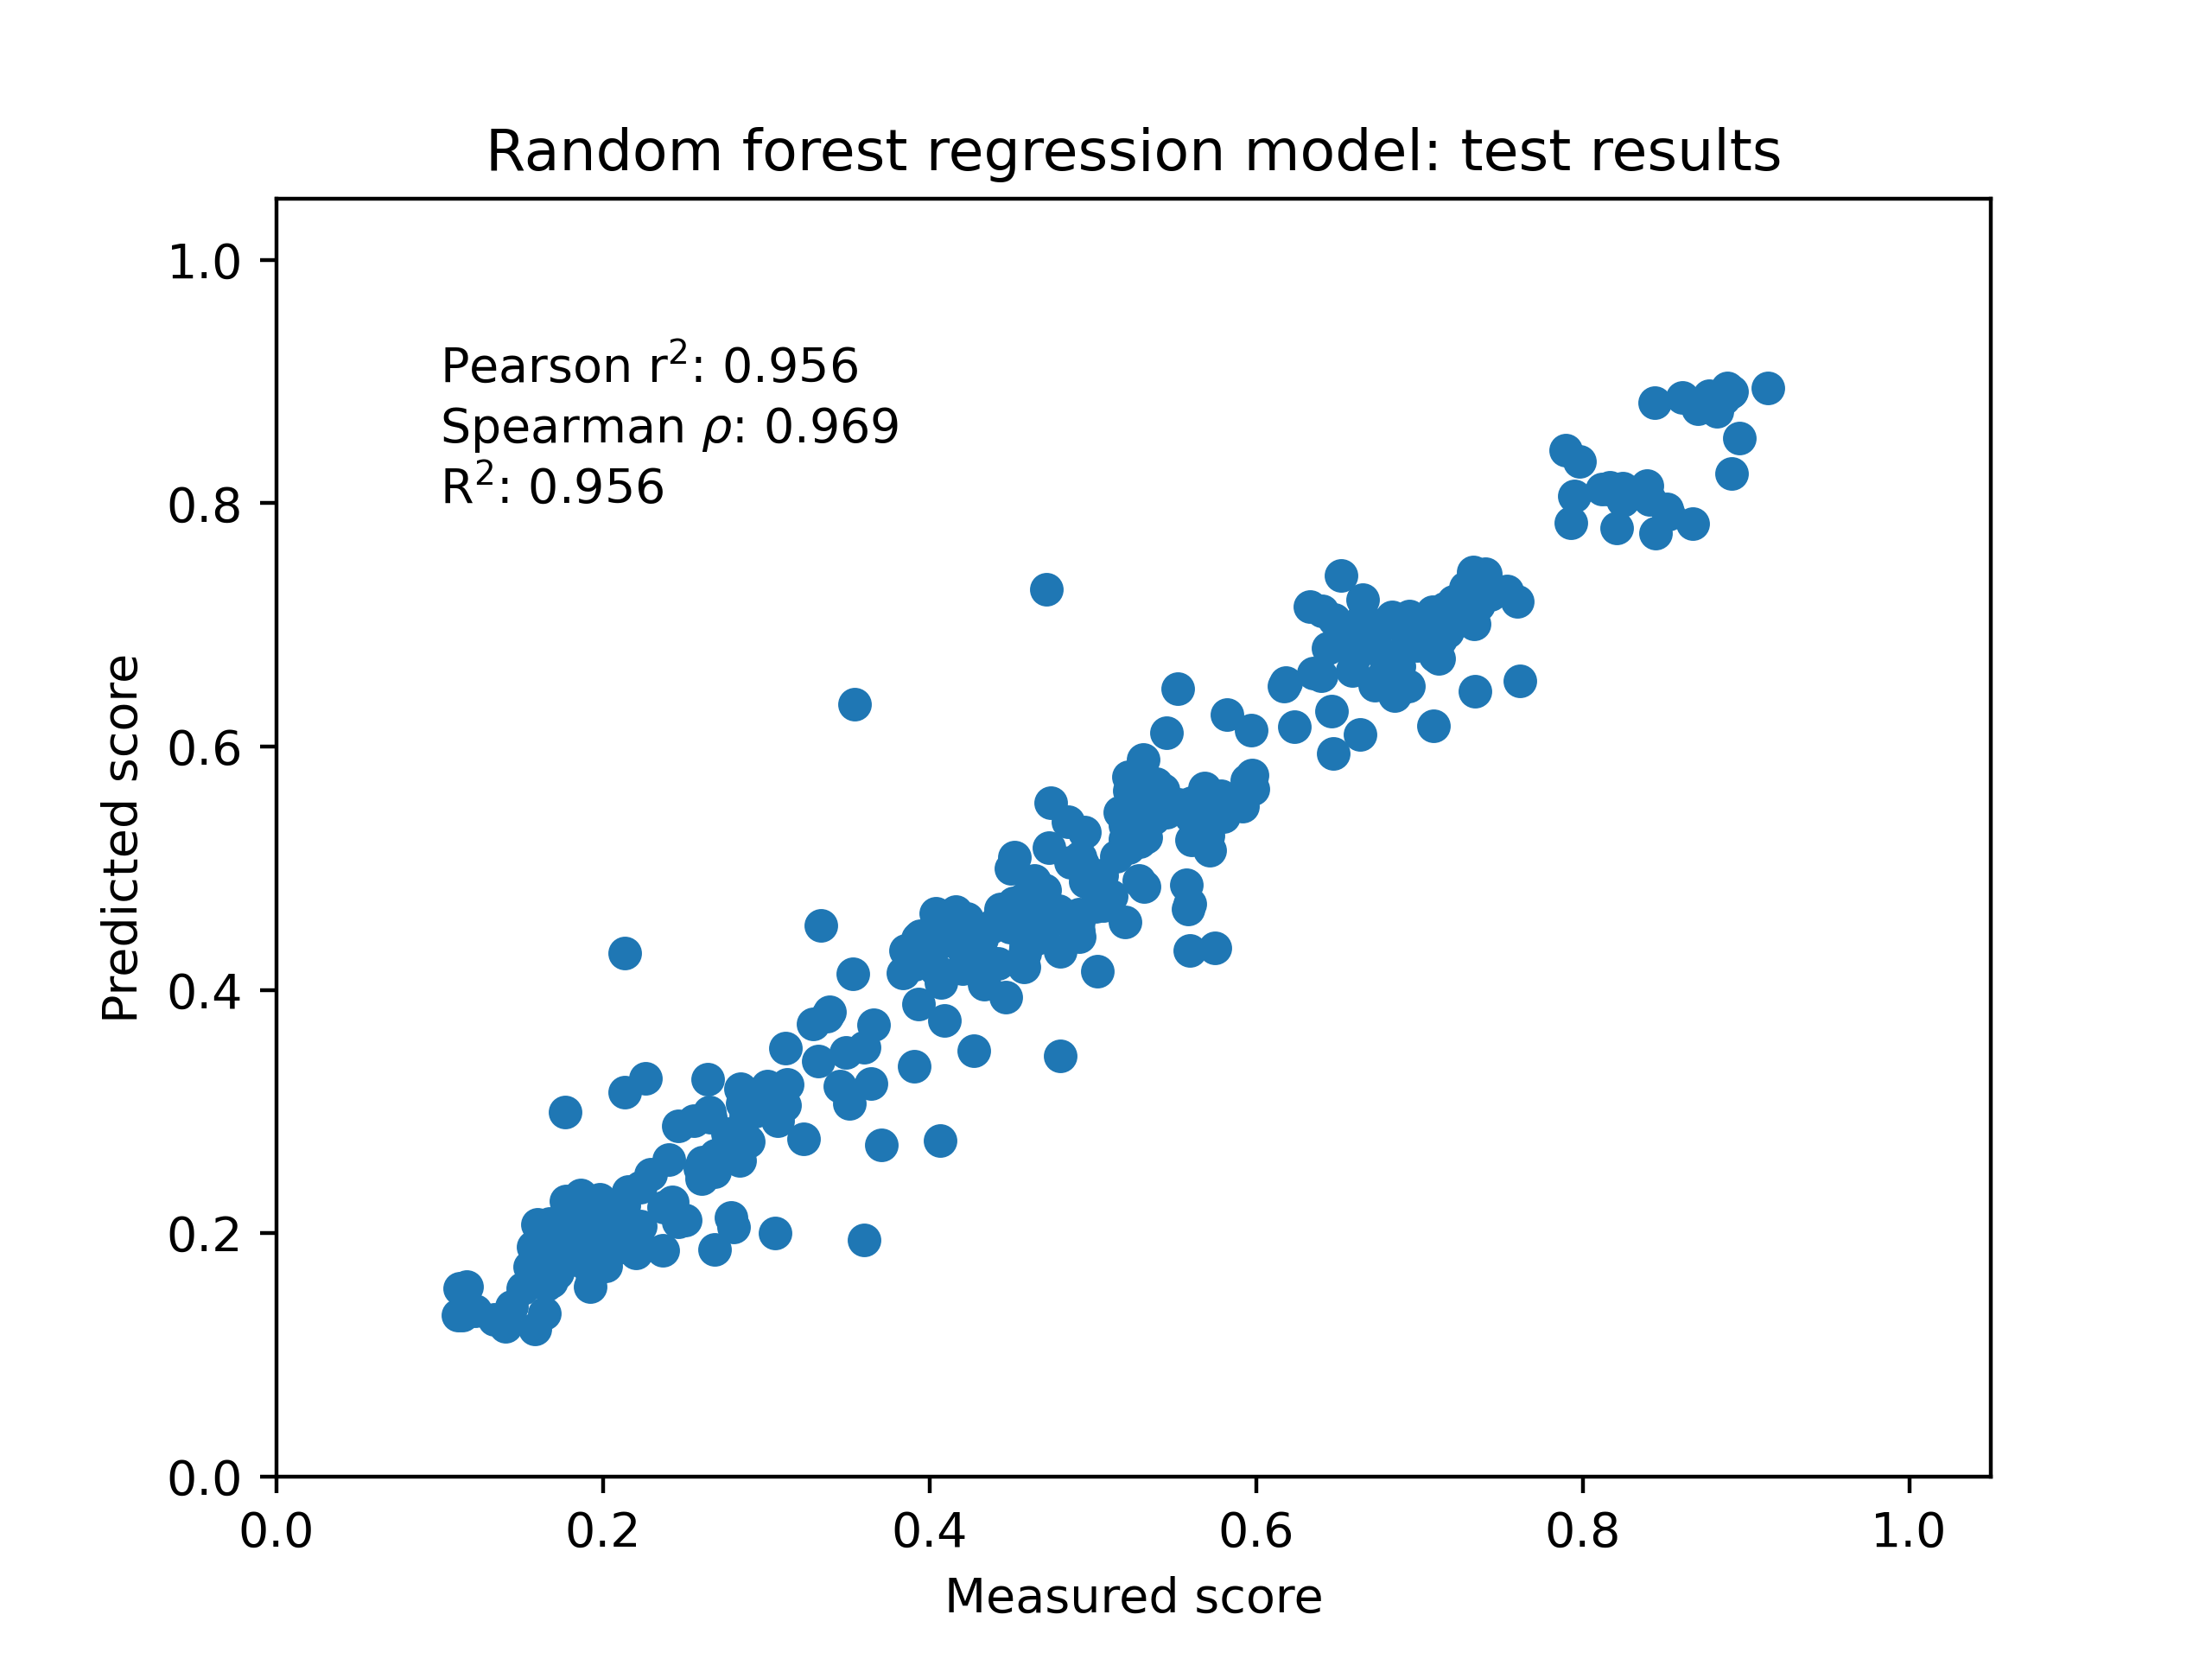 Random forest regression model: test results
Pearson r²: 0.956
Spearman ρ: 0.969
R²: 0.956
1.0
0.8
0.6
0.4
0.2
0.0
Predicted score
0.0 0.2 0.4 0.6 0.8 1.0
Measured score